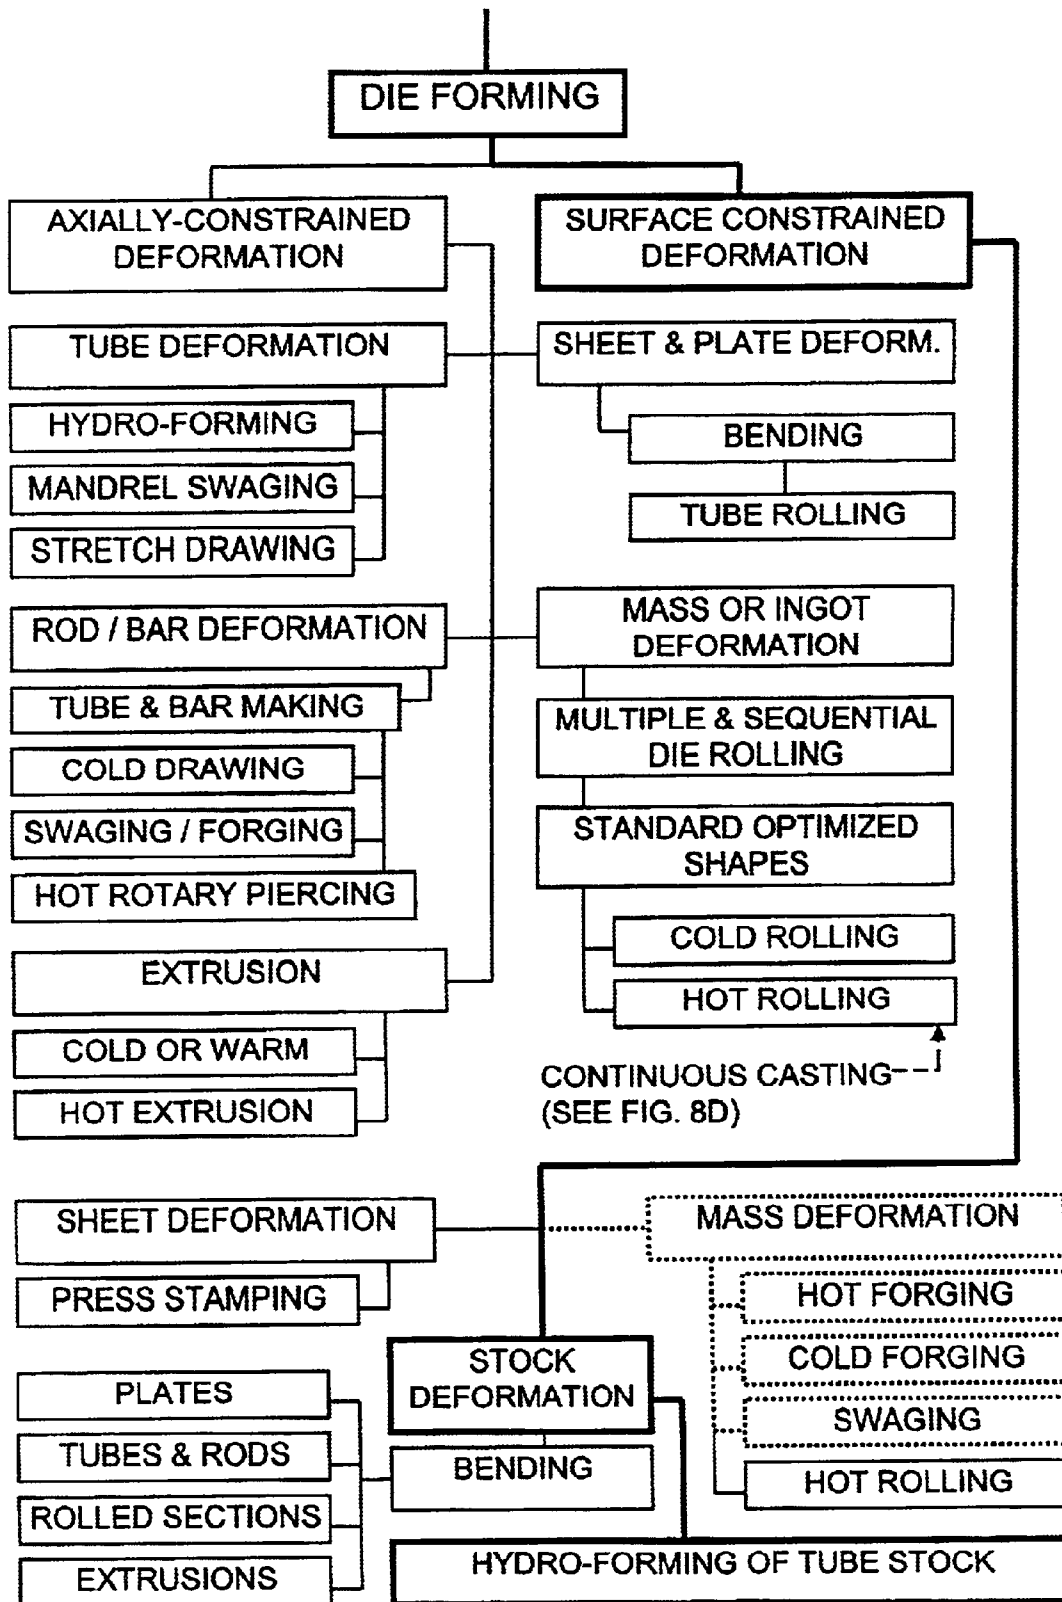 DIE FORMING
AXIALLY-CONSTRAINED
DEFORMATION
SURFACE CONSTRAINED
DEFORMATION
TUBE DEFORMATION
HYDRO-FORMING
MANDREL SWAGING
STRETCH DRAWING
SHEET & PLATE DEFORM.
BENDING
TUBE ROLLING
ROD / BAR DEFORMATION
TUBE & BAR MAKING
COLD DRAWING
SWAGING / FORGING
HOT ROTARY PIERCING
MASS OR INGOT
DEFORMATION
MULTIPLE & SEQUENTIAL
DIE ROLLING
STANDARD OPTIMIZED
SHAPES
COLD ROLLING
HOT ROLLING
CONTINUOUS CASTING
(SEE FIG. 8D)
EXTRUSION
COLD OR WARM
HOT EXTRUSION
SHEET DEFORMATION
PRESS STAMPING
MASS DEFORMATION
HOT FORGING
COLD FORGING
SWAGING
HOT ROLLING
STOCK
DEFORMATION
BENDING
PLATES
TUBES & RODS
ROLLED SECTIONS
EXTRUSIONS
HYDRO-FORMING OF TUBE STOCK